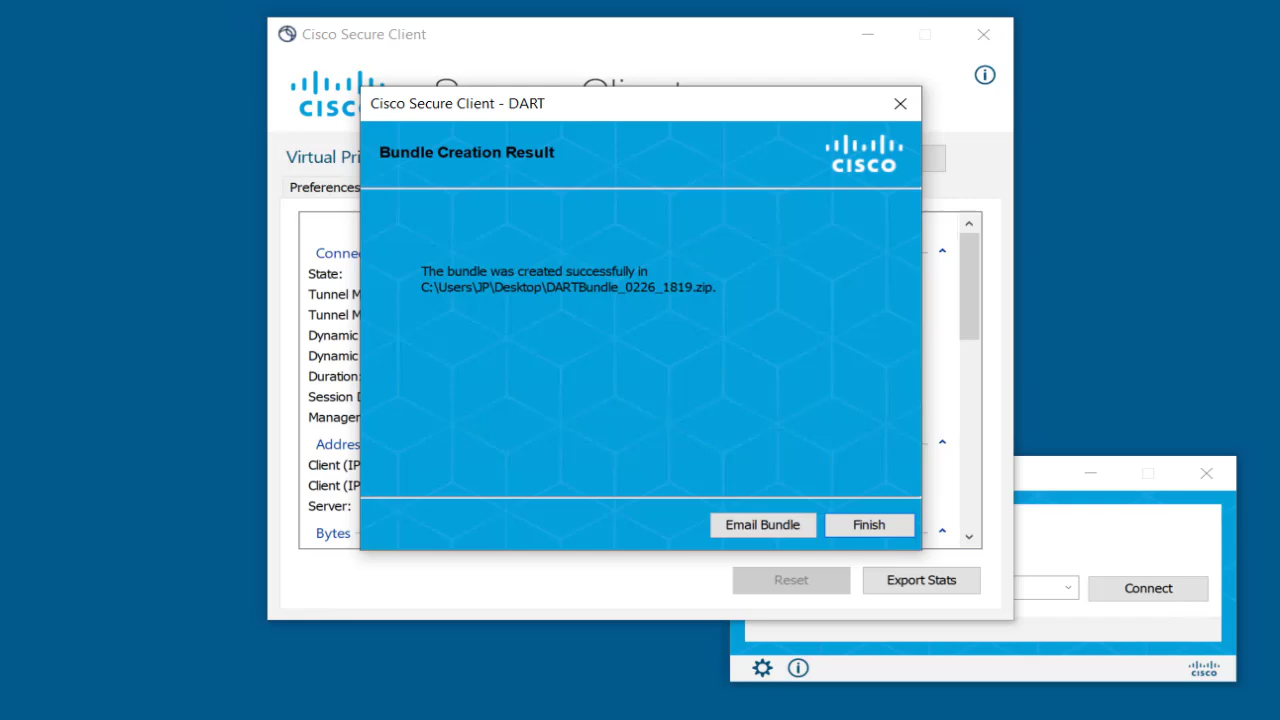 Cisco Secure Client
CISCO
Cisco Secure Client - DART
Virtual Pri
Bundle Creation Result
CISCO
Preferences
The bundle was created successfully in
C:\Users\JP\Desktop\DARTBundle_0226_1819.zip.
Connec
State:
Tunnel M
Tunnel M
Dynamic
Dynamic
Duration:
Session D
Manager
Addres
Client (IP
Client (IP
Server:
Bytes
Email Bundle
Finish
Reset
Export Stats
Connect
CISCO